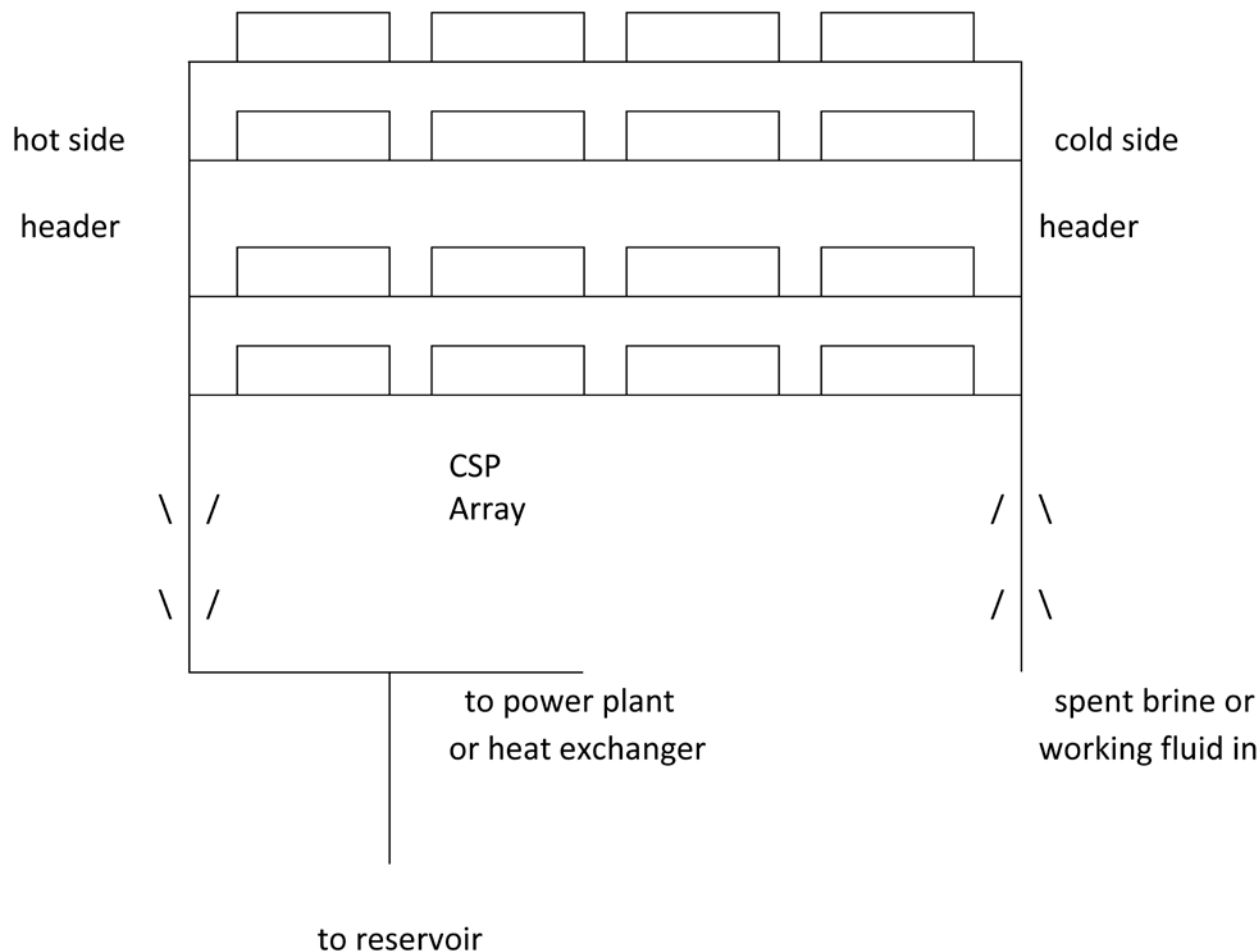 hot side
header
cold side
header
CSP
Array
\ /
/ \
\ /
/ \
to power plant
or heat exchanger
spent brine or
working fluid in
to reservoir